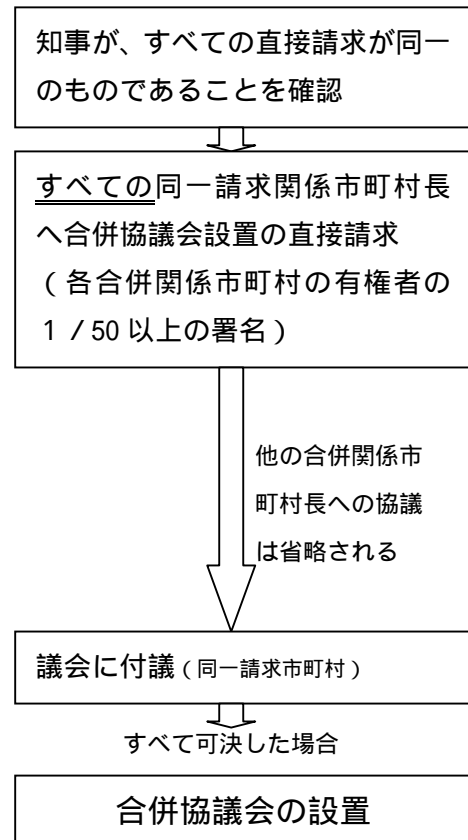 知事が、すべての直接請求が同一
のものであることを確認
すべての同一請求関係市町村長
へ合併協議会設置の直接請求
（各合併関係市町村の有権者の
１／50以上の署名）
他の合併関係市
町村長への協議
は省略される
議会に付議（同一請求市町村）
すべて可決した場合
合併協議会の設置